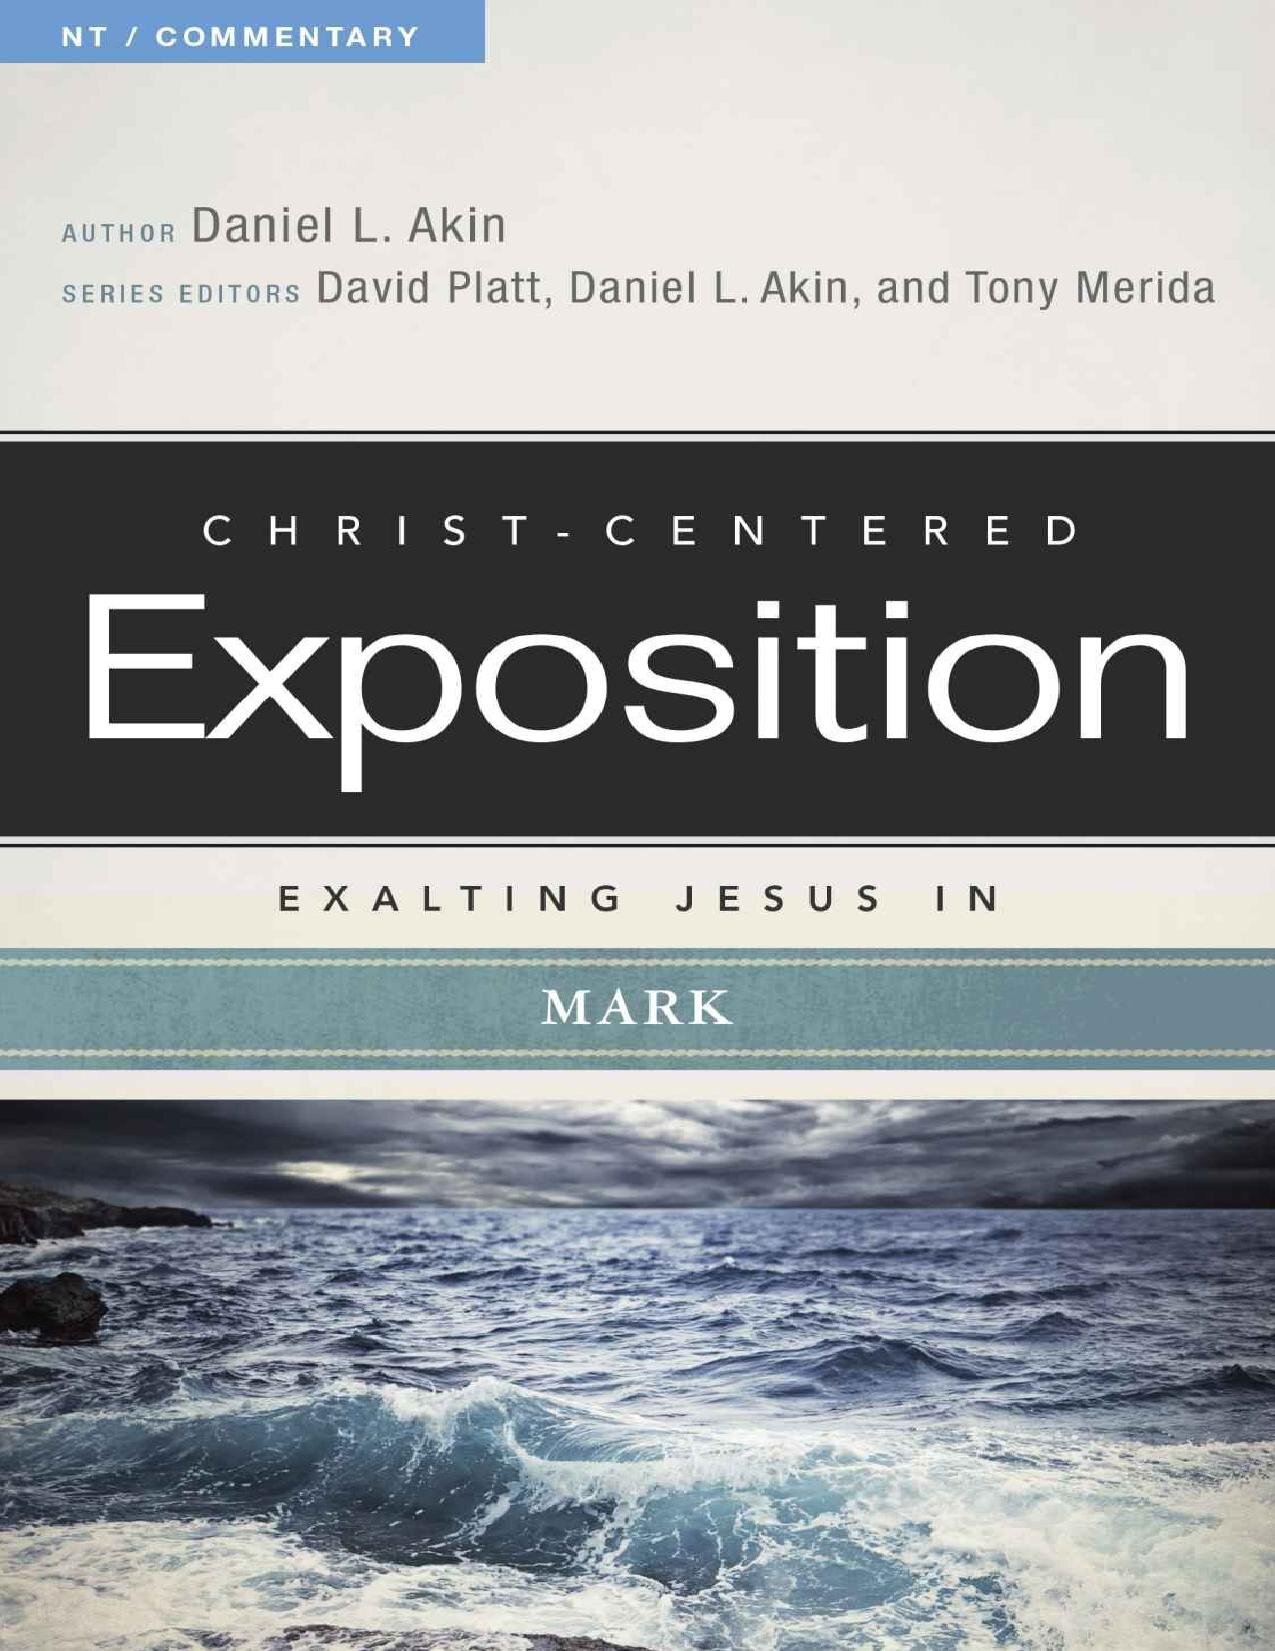 NT / COMMENTARY
AUTHOR Daniel L. Akin
SERIES EDITORS David Platt, Daniel L. Akin, and Tony Merida
CHRIST-CENTERED
Exposition
EXALTING JESUS IN
MARK